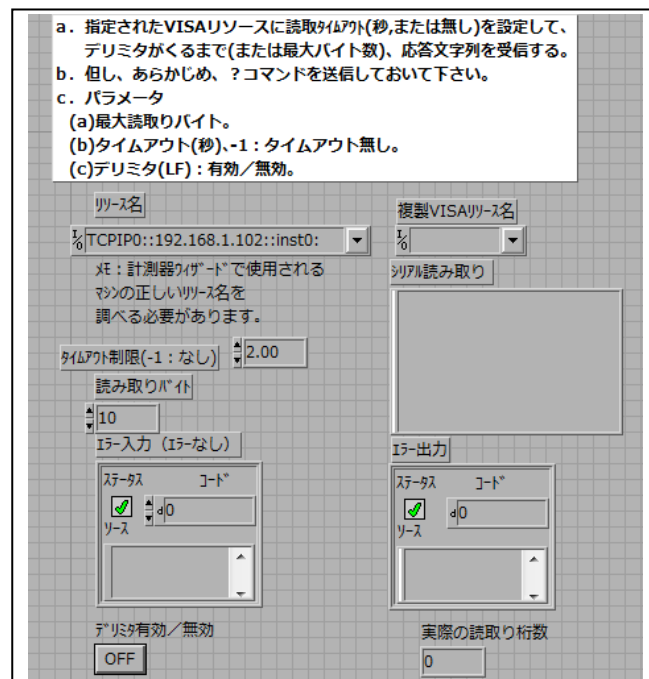 a．指定されたVISAリソースに読取ﾀｲﾑｱｳﾄ(秒,または無し)を設定して、
デリミタがくるまで(または最大バイト数)、応答文字列を受信する。
b．但し、あらかじめ、？コマンドを送信しておいて下さい。
c．パラメータ
(a)最大読取りバイト。
(b)タイムアウト(秒)、-1：タイムアウト無し。
(c)デリミタ(LF)：有効／無効。
ﾘｿｰｽ名
複製VISAﾘｿｰｽ名
I/O TCPIP0::192.168.1.102::inst0:
I/O
ﾒﾓ：計測器ｳｨｻﾞｰﾄﾞで使用される
ﾏｼﾝの正しいﾘｿｰｽ名を
調べる必要があります。
ｼﾘｱﾙ読み取り
ﾀｲﾑｱｳﾄ制限(-1：なし)
2.00
読み取りﾊﾞｲﾄ
10
ｴﾗｰ入力（ｴﾗｰなし）
ｴﾗｰ出力
ｽﾃｰﾀｽ ｺｰﾄﾞ
d0
ｿｰｽ
ｽﾃｰﾀｽ ｺｰﾄﾞ
d0
ｿｰｽ
ﾃﾞﾘﾐﾀ有効／無効
OFF
実際の読取り桁数
0